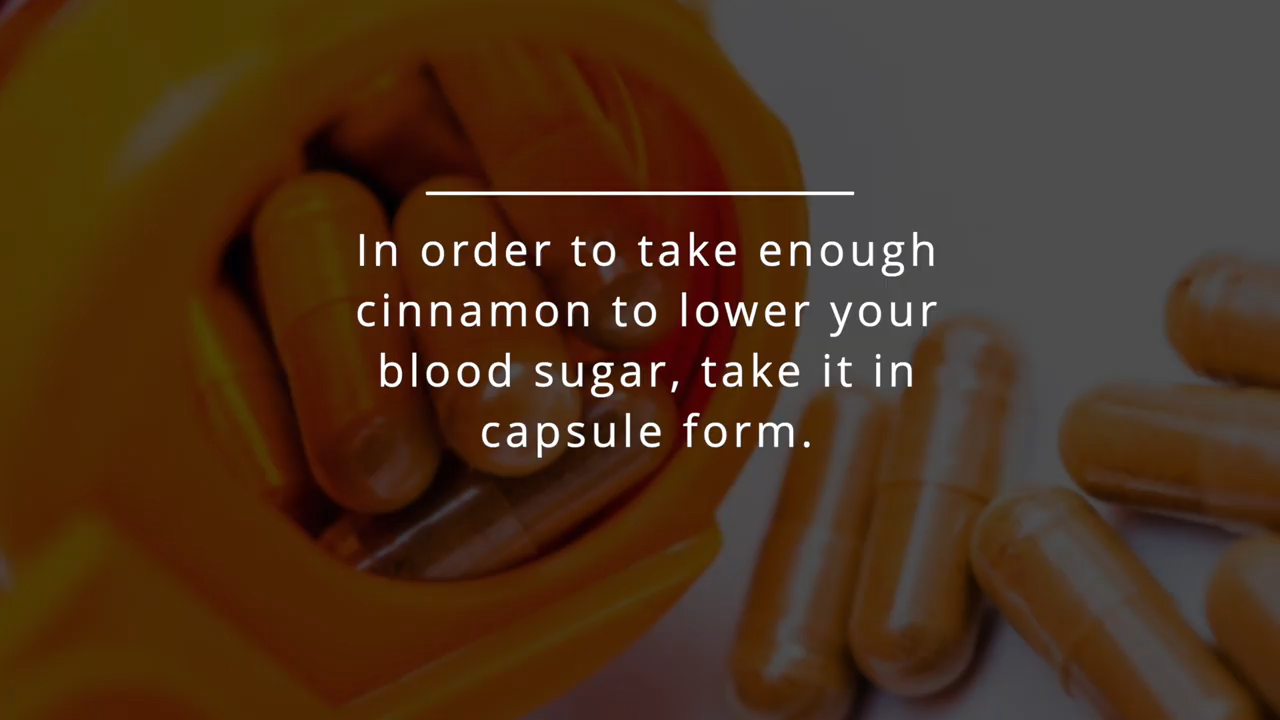 In order to take enough
cinnamon to lower your
blood sugar, take it in
capsule form.